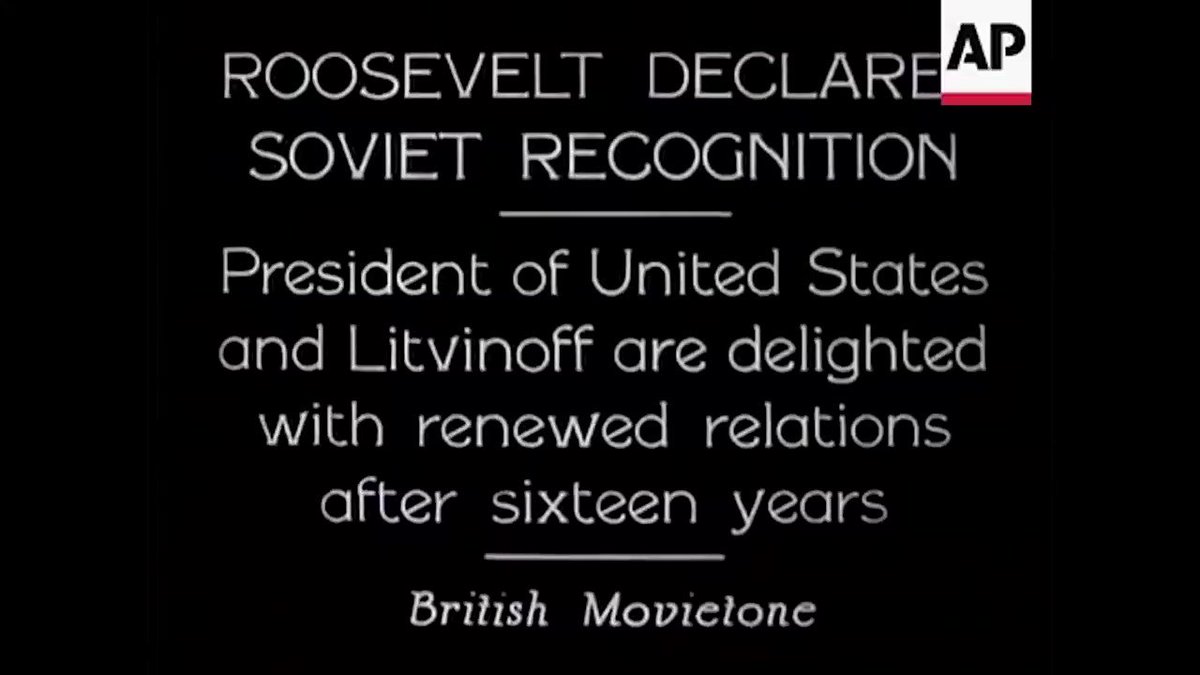 AP
ROOSEVELT DECLARE
SOVIET RECOGNITION
President of United States
and Litvinoff are delighted
with renewed relations
after sixteen years
British Movietone